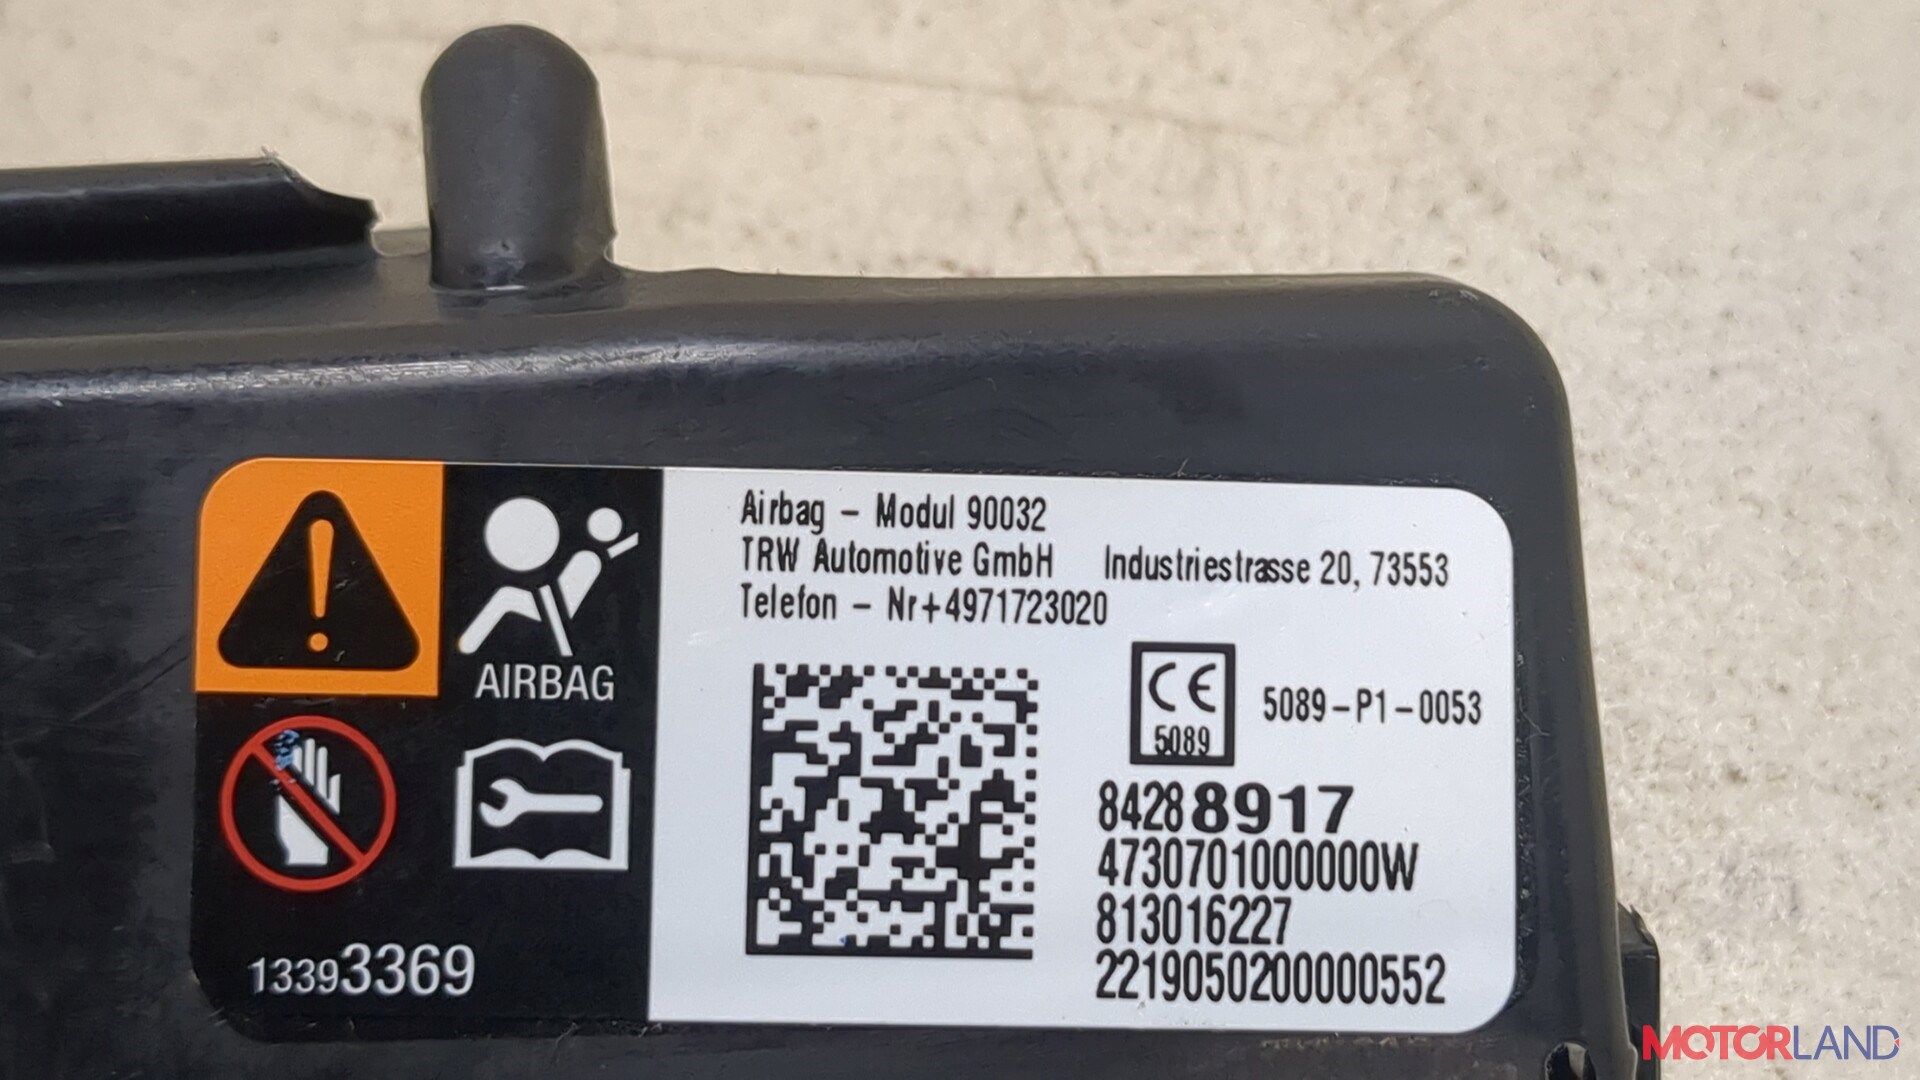 Airbag – Modul 90032
TRW Automotive GmbH Industriestrasse 20, 73553
Telefon – Nr+4971723020
AIRBAG
CE
5089
5089-P1-0053
84288917
4730701000000W
813016227
2219050200000552
13393369
MOTORLAND